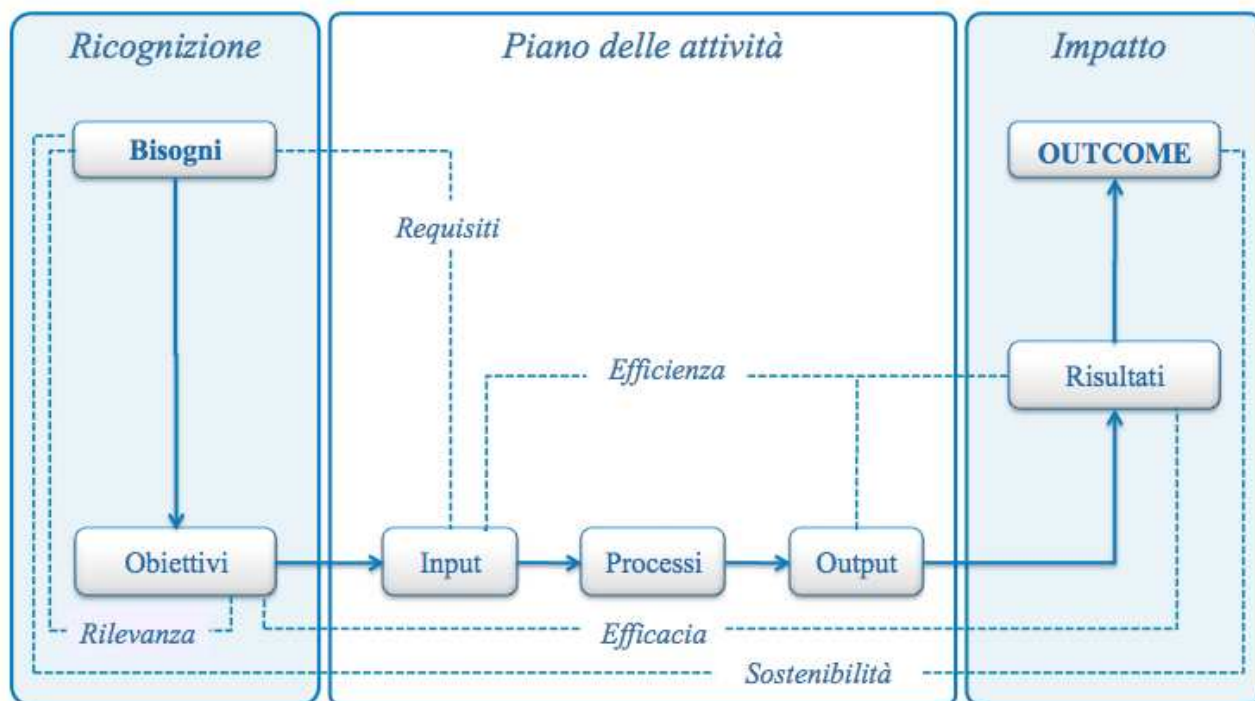 Ricognizione
Piano delle attività
Impatto
Bisogni
OUTCOME
Requisiti
Efficienza
Risultati
Obiettivi
Input
Processi
Output
Rilevanza
Efficacia
Sostenibilità